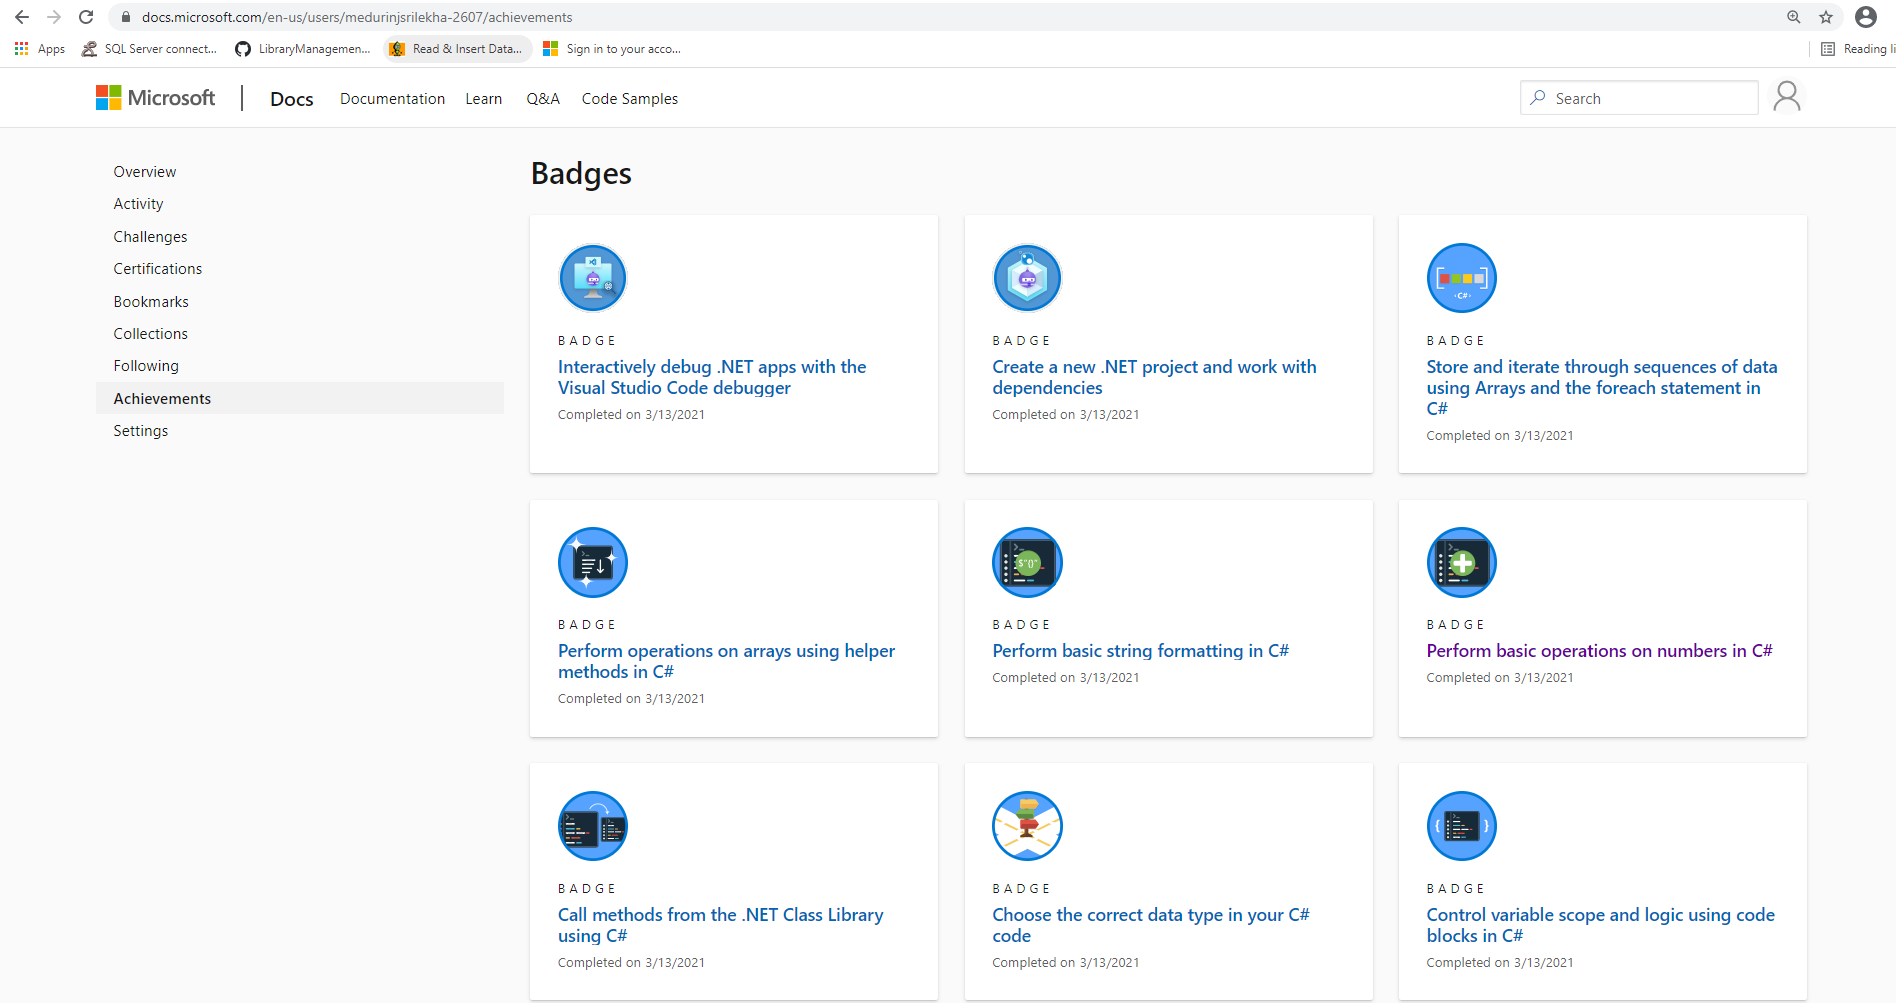 docs.microsoft.com/en-us/users/medurinjsrilekha-2607/achievements
Apps
SQL Server connect...
LibraryManagemen...
Read & Insert Data...
Sign in to your acco...
Reading li
Microsoft
Docs
Documentation
Learn
Q&A
Code Samples
Search
Overview
Activity
Challenges
Certifications
Bookmarks
Collections
Following
Achievements
Settings
Badges
BADGE
Interactively debug .NET apps with the
Visual Studio Code debugger
Completed on 3/13/2021
BADGE
Create a new .NET project and work with
dependencies
Completed on 3/13/2021
C#
BADGE
Store and iterate through sequences of data
using Arrays and the foreach statement in
C#
Completed on 3/13/2021
BADGE
Perform operations on arrays using helper
methods in C#
Completed on 3/13/2021
$"()"
BADGE
Perform basic string formatting in C#
Completed on 3/13/2021
BADGE
Perform basic operations on numbers in C#
Completed on 3/13/2021
BADGE
Call methods from the .NET Class Library
using C#
Completed on 3/13/2021
BADGE
Choose the correct data type in your C#
code
Completed on 3/13/2021
BADGE
Control variable scope and logic using code
blocks in C#
Completed on 3/13/2021